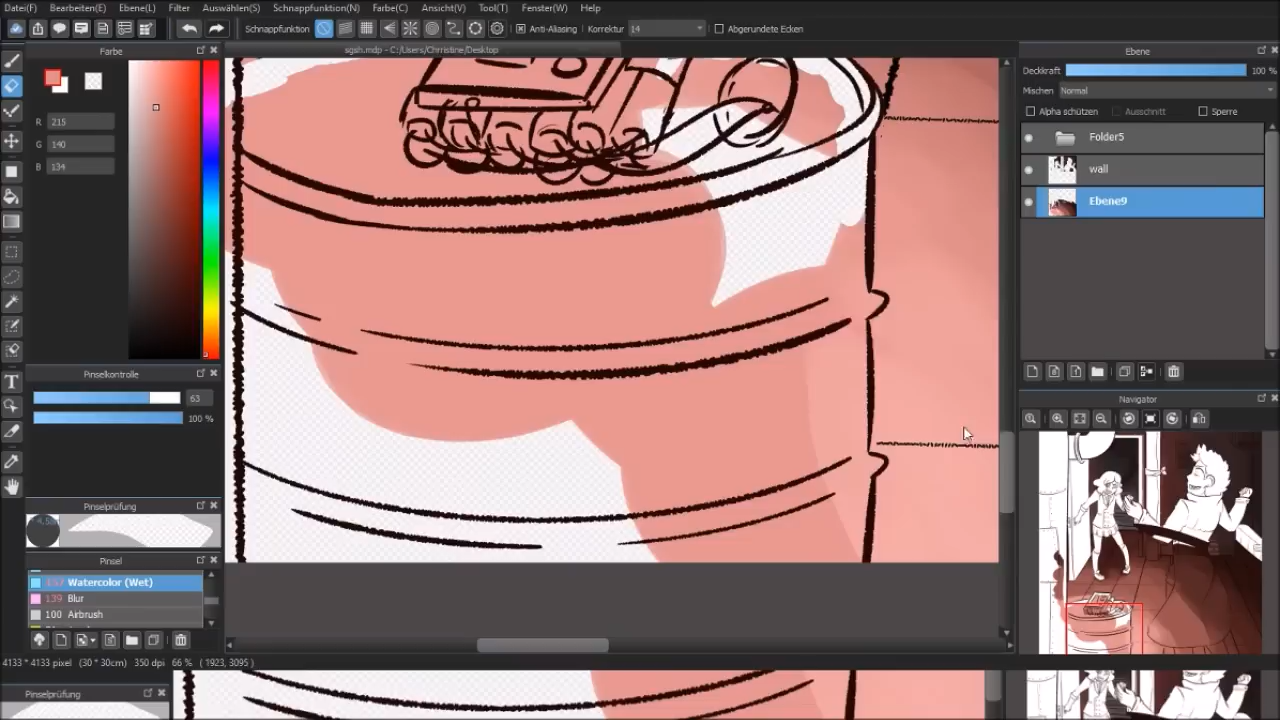 Datei(F) Bearbeiten(E) Ebene(L) Filter Auswählen(S) Schnappfunktion(N) Farbe(C) Ansicht(V) Tool(T) Fenster(W) Help
Schnappfunktion Anti-Aliasing Korrektur 14 Abgerundete Ecken
Farbe
sgsh.mdp - C:/Users/Chrristine/Desktop
Ebene
Deckkraft 100 %
Mischen Normal
Alpha schützen Ausschnitt Sperre
R 215
G 140
B 134
Folder5
wall
Ebene9
Pinselkontrolle
63
100 %
Navigator
Pinselprüfung
Pinsel
Watercolor (Wet)
139 Blur
100 Airbrush
4133 * 4133 pixel (30 * 30cm) 350 dpi 66 % ( 1923, 3095 )
Pinselprüfung